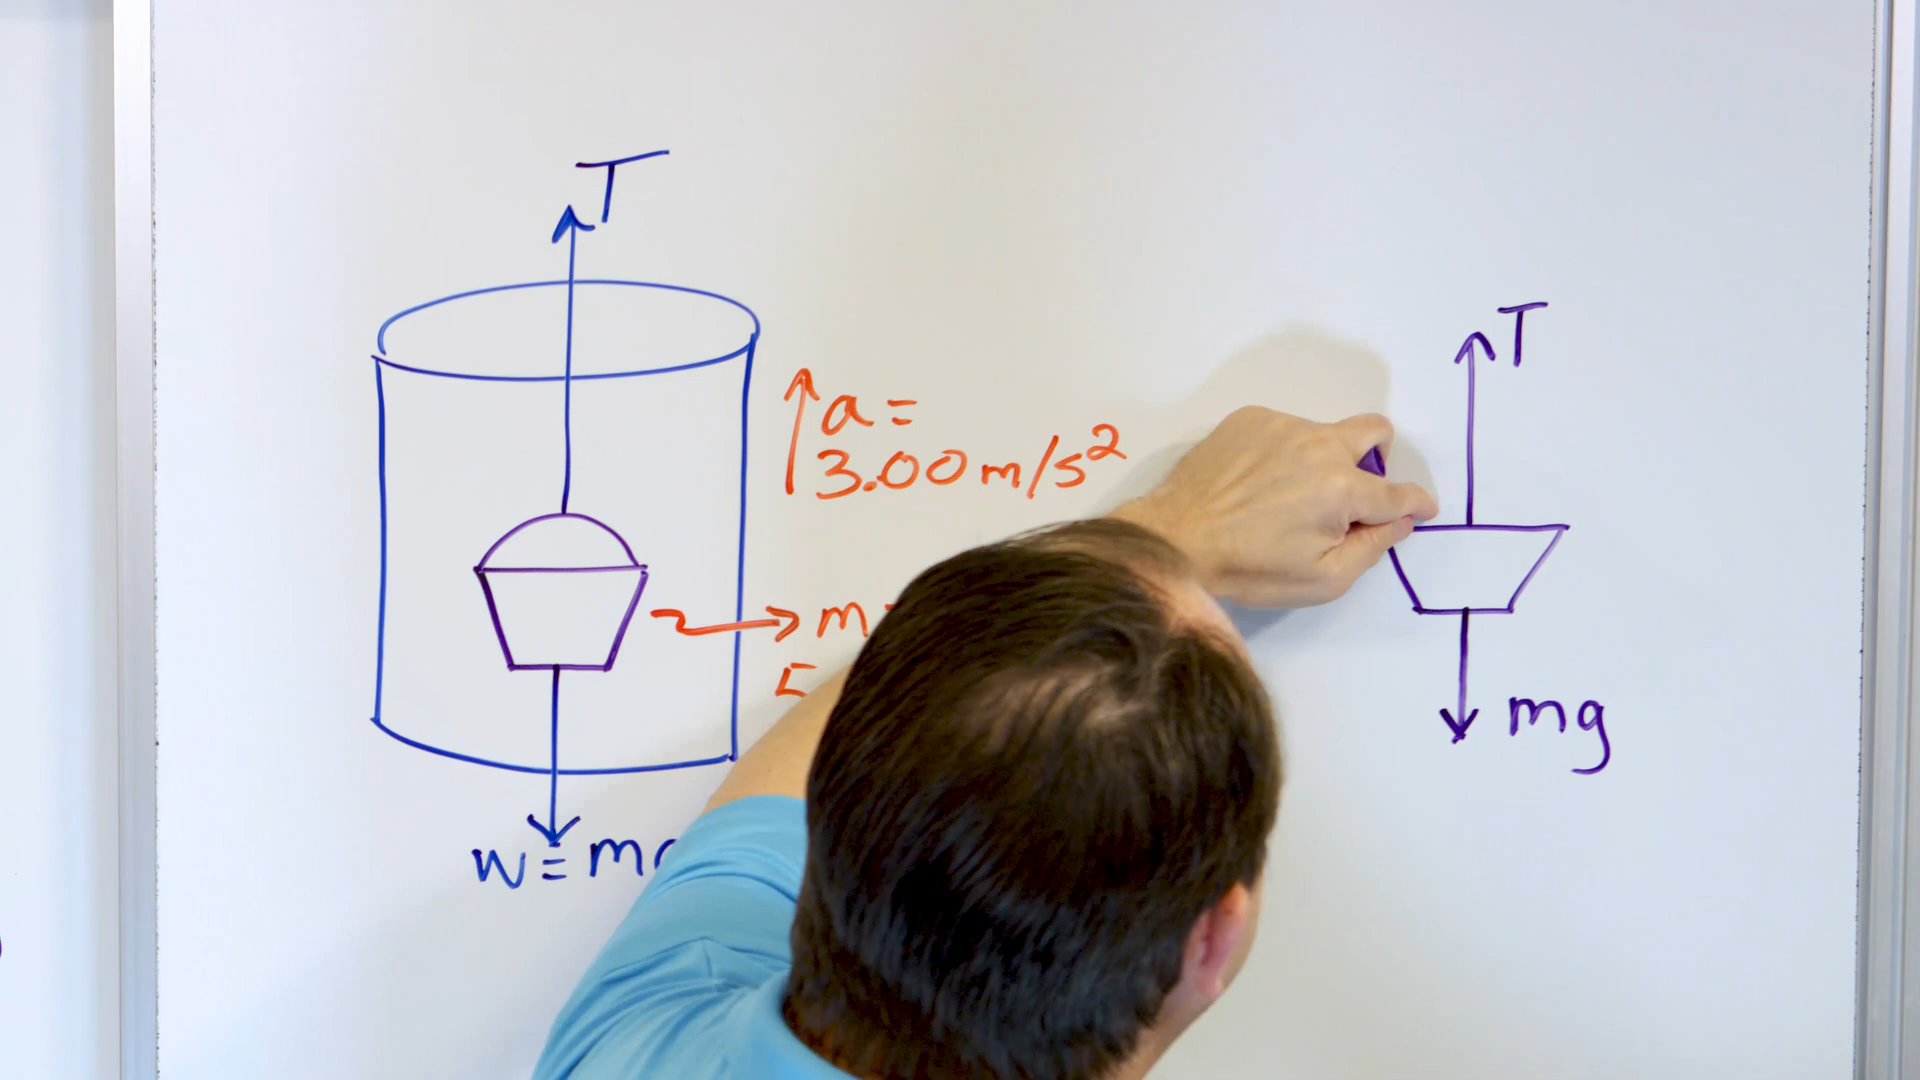 T
a =
3.00 m/s²
m
W = m
T
mg